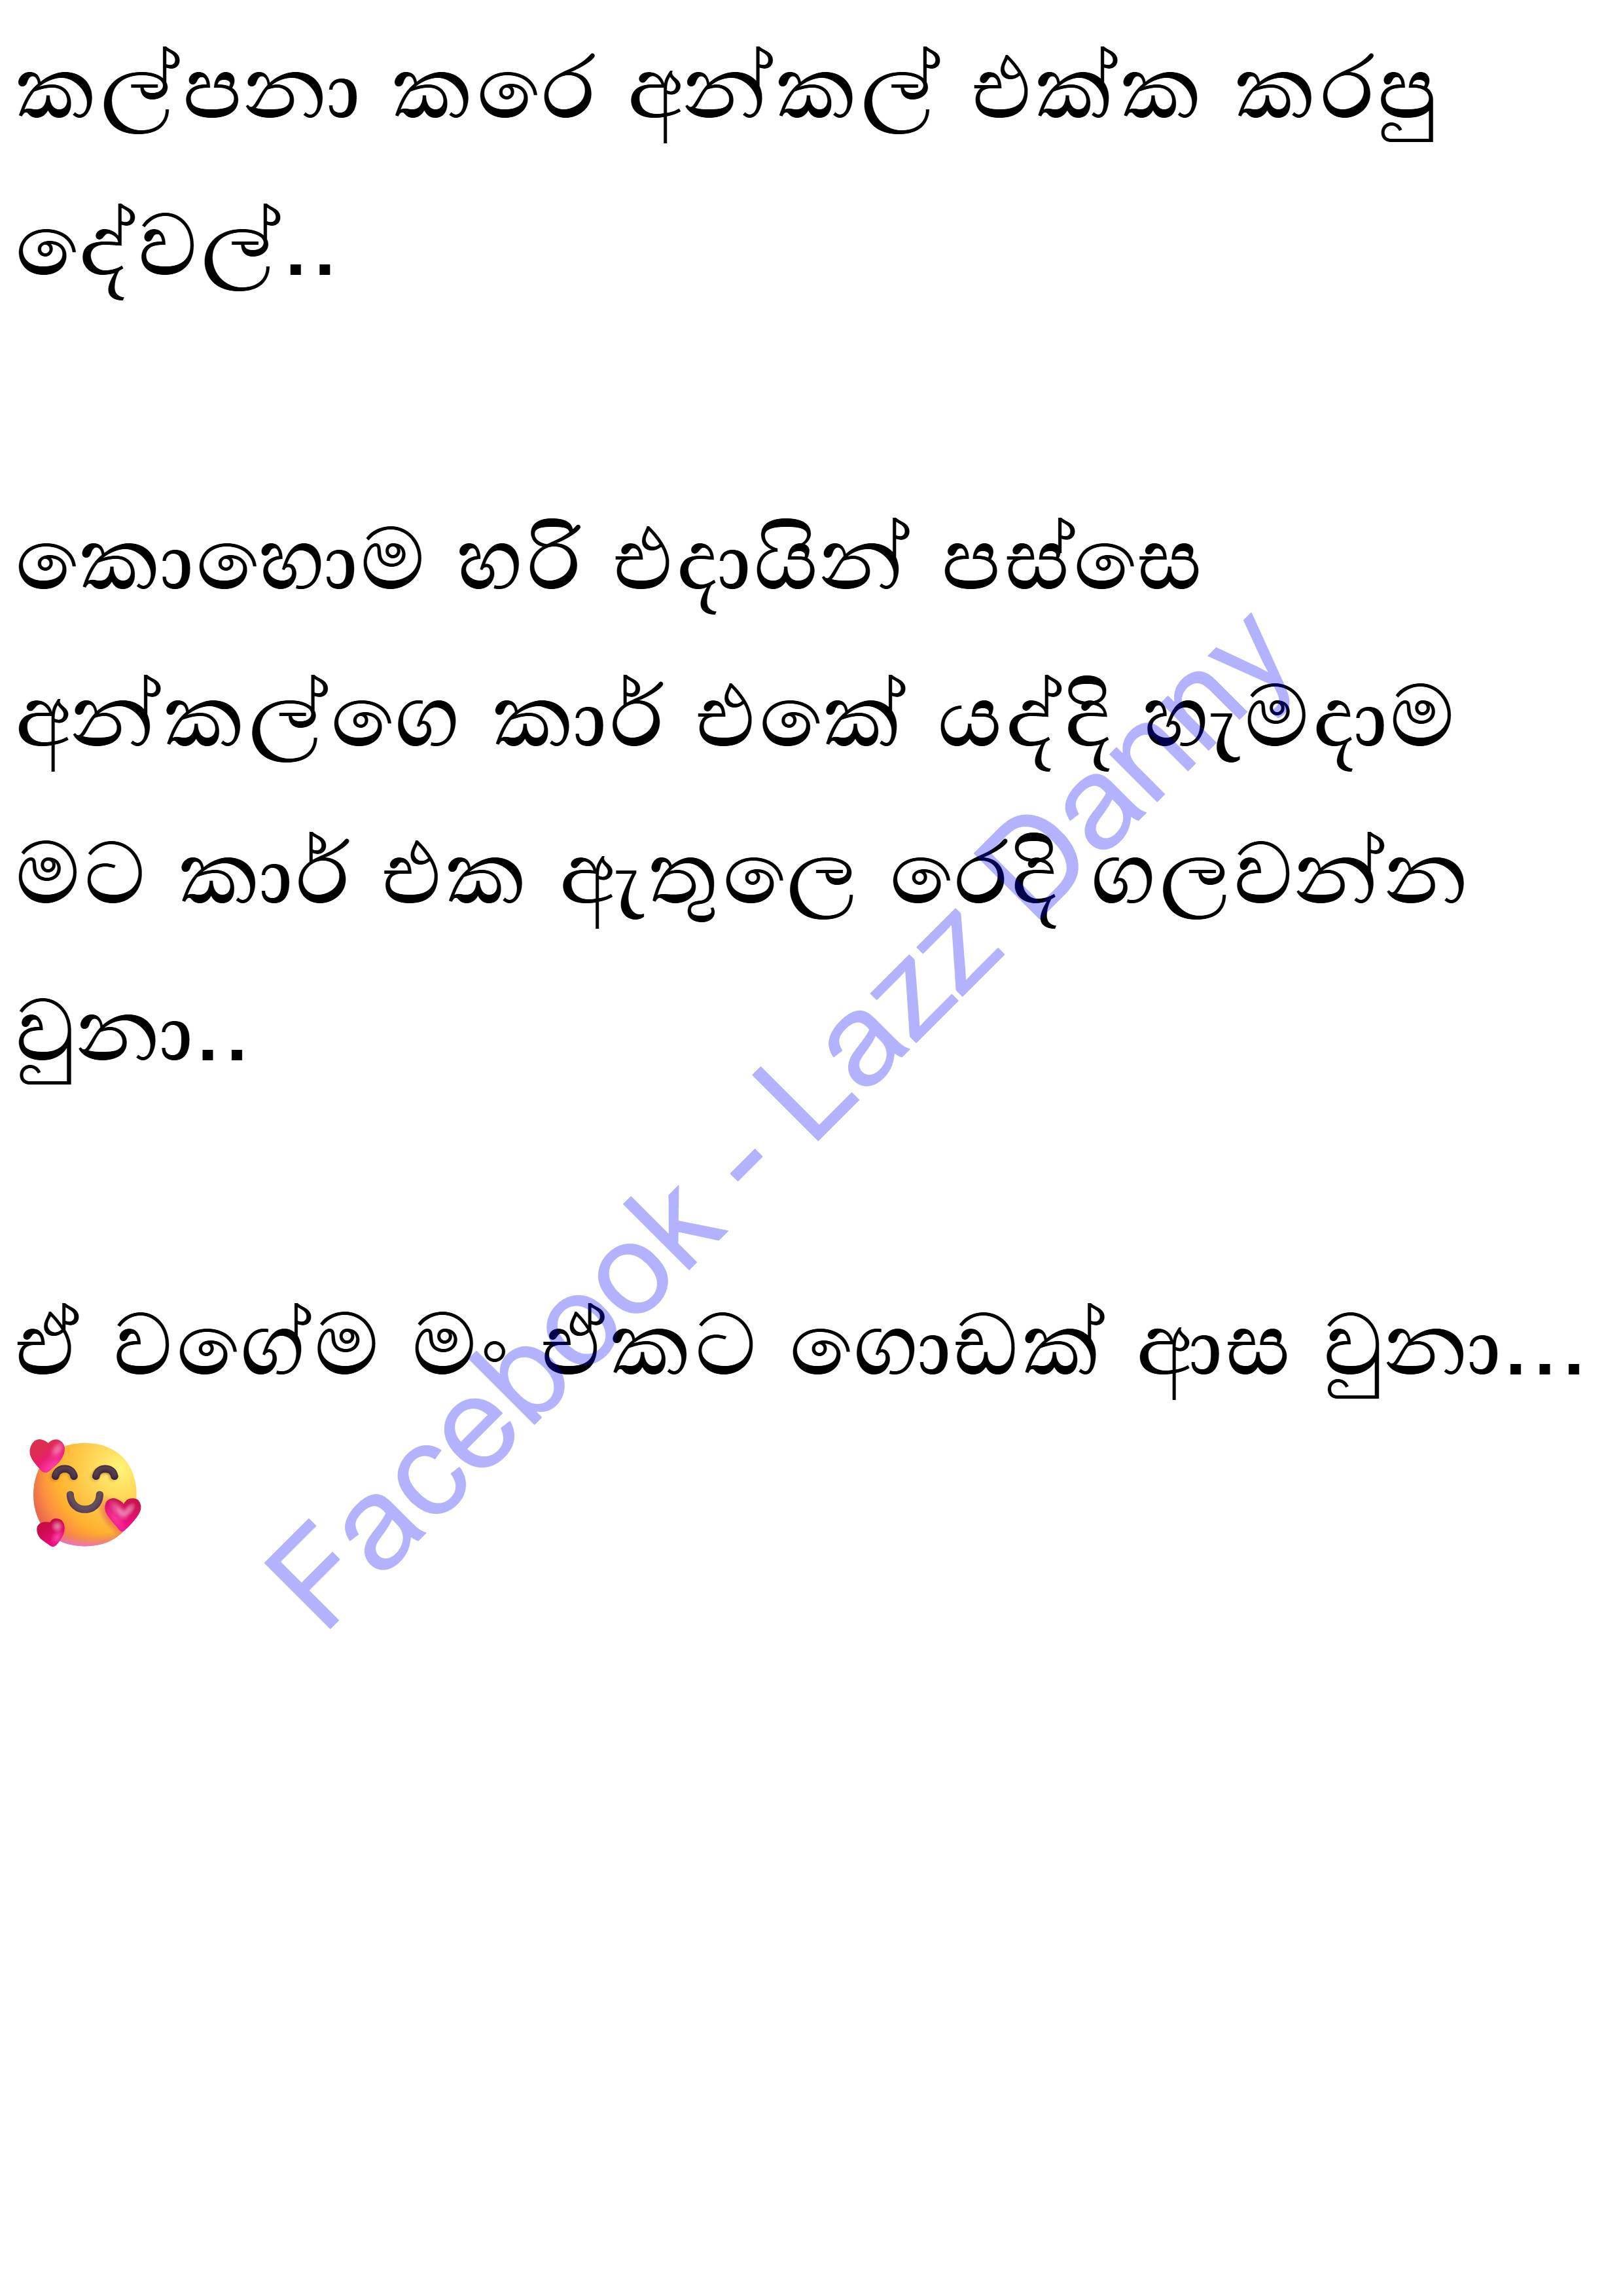 කල්පනා කරෙ අන්කල් එක්ක කරපු
දේවල්..
කොහොම හරි එදායින් පස්සෙ
අන්කල්ගෙ කාර් එකේ යද්දි හැමදාම
මට කාර් එක ඇතුලෙ රෙදි ගලවන්න
වුනා..
ඒ වගේම මං ඒකට ගොඩක් ආස වුනා...
🥰
Facebook - Lazz Danny